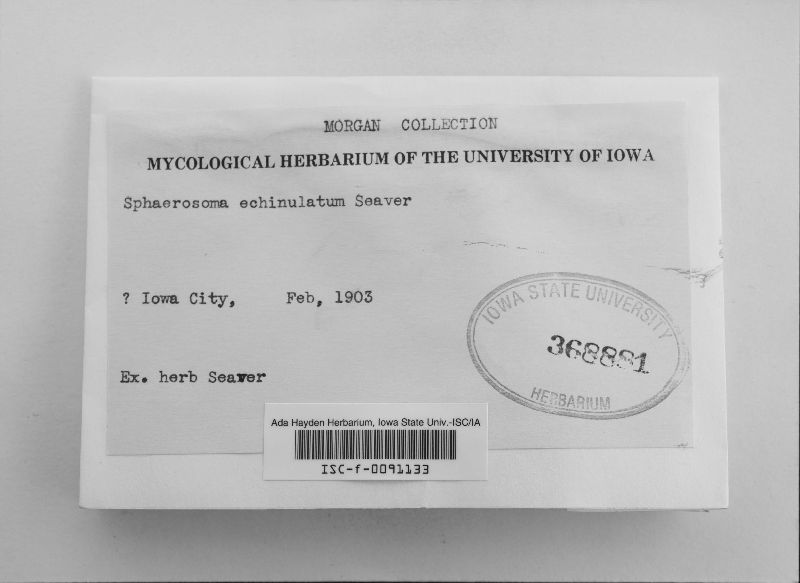 MORGAN COLLECTION
MYCOLOGICAL HERBARIUM OF THE UNIVERSITY OF IOWA
Sphaerosoma echinulatum Seaver
? Iowa City, Feb, 1903
IOWA STATE UNIVERSITY
368881
HERBARIUM
Ex. herb Seaver
Ada Hayden Herbarium, Iowa State Univ.-ISC/IA
ISC-f-0091133